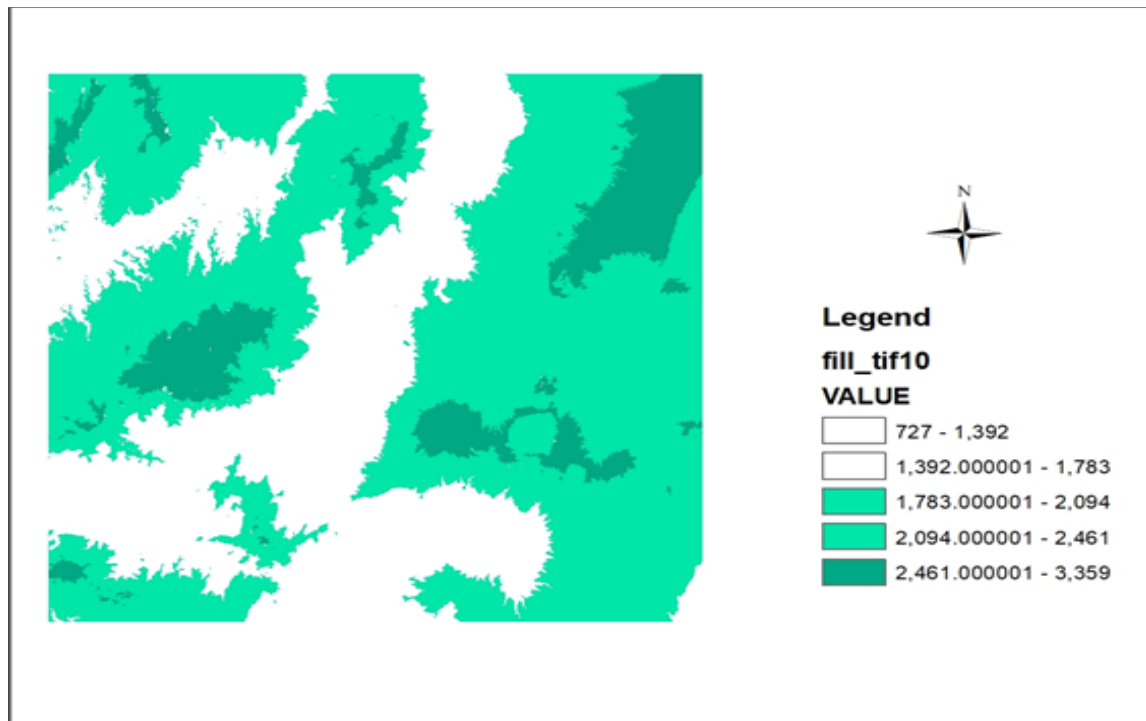 N
Legend
fill_tif10
VALUE
727 - 1,392
1,392.000001 - 1,783
1,783.000001 - 2,094
2,094.000001 - 2,461
2,461.000001 - 3,359